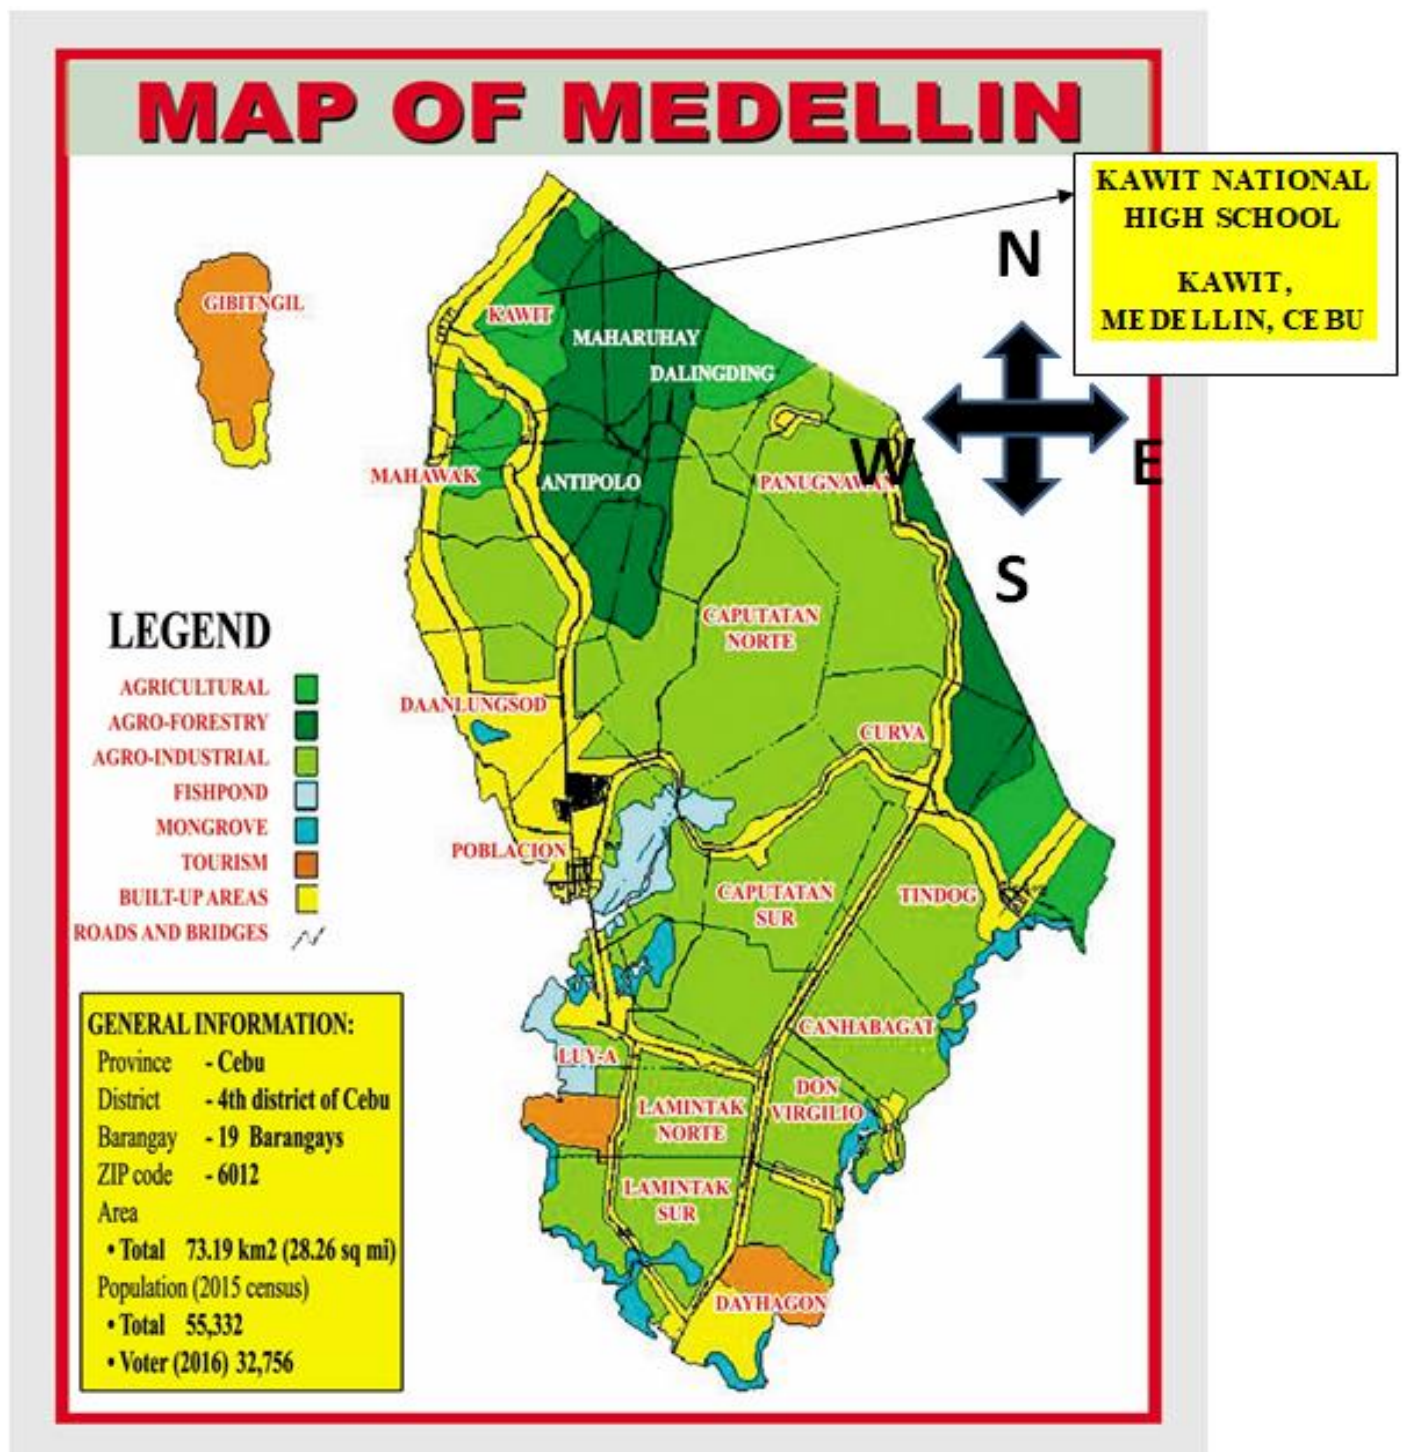 MAP OF MEDELLIN
KAWIT NATIONAL
HIGH SCHOOL
KAWIT,
MEDELLIN, CEBU
N
W
E
S
GIBITNGIL
KAWIT
MAHARUHAY
DALINGDING
MAHAWAK
ANTIPOLO
PANUGNAWAN
CAPUTATAN
NORTE
DAANLUNGSOD
CURVA
POBLACION
CAPUTATAN
SUR
TINDOG
CANHABAGAT
LUY-A
DON
VIRGILIO
LAMINTAK
NORTE
LAMINTAK
SUR
DAYHAGON
LEGEND
AGRICULTURAL
AGRO-FORESTRY
AGRO-INDUSTRIAL
FISHPOND
MONGROVE
TOURISM
BUILT-UP AREAS
ROADS AND BRIDGES
GENERAL INFORMATION:
Province - Cebu
District - 4th district of Cebu
Barangay - 19 Barangays
ZIP code - 6012
Area
• Total 73.19 km2 (28.26 sq mi)
Population (2015 census)
• Total 55,332
• Voter (2016) 32,756